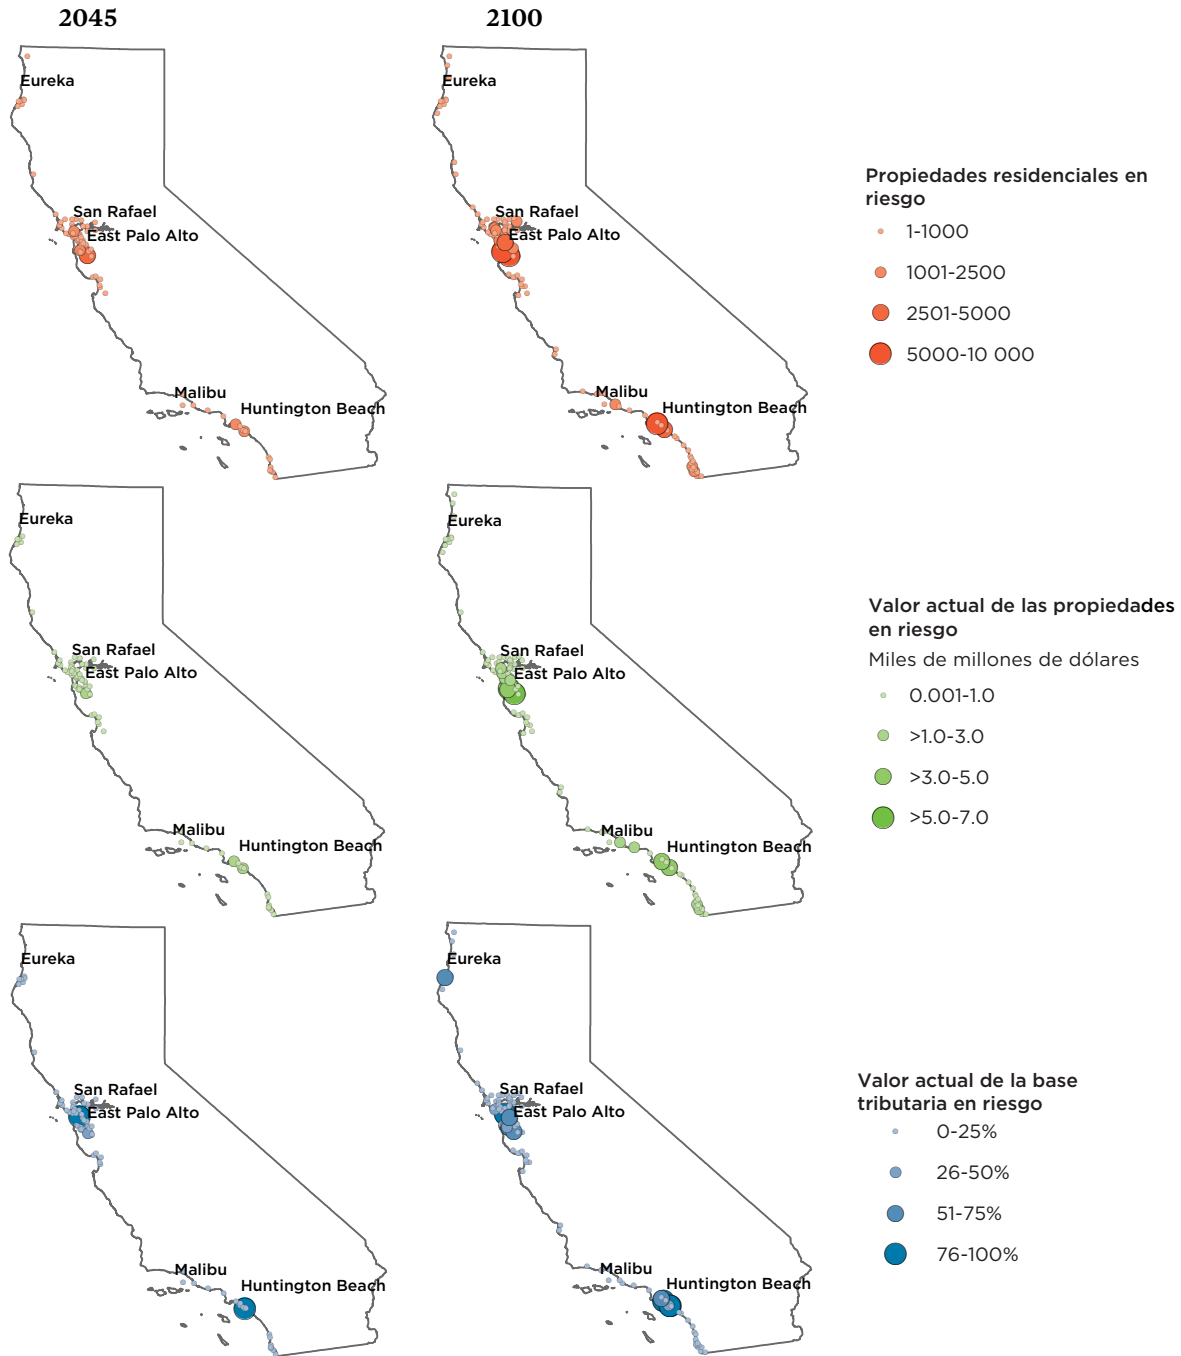 2045
2100
Eureka
San Rafael
East Palo Alto
Malibu
Huntington Beach
Eureka
San Rafael
East Palo Alto
Malibu
Huntington Beach
Propiedades residenciales en
riesgo
1-1000
1001-2500
2501-5000
5000-10 000
Eureka
San Rafael
East Palo Alto
Malibu
Huntington Beach
Eureka
San Rafael
East Palo Alto
Malibu
Huntington Beach
Valor actual de las propiedades
en riesgo
Miles de millones de dólares
0.001-1.0
>1.0-3.0
>3.0-5.0
>5.0-7.0
Eureka
San Rafael
East Palo Alto
Malibu
Huntington Beach
Eureka
San Rafael
East Palo Alto
Malibu
Huntington Beach
Valor actual de la base
tributaria en riesgo
0-25%
26-50%
51-75%
76-100%